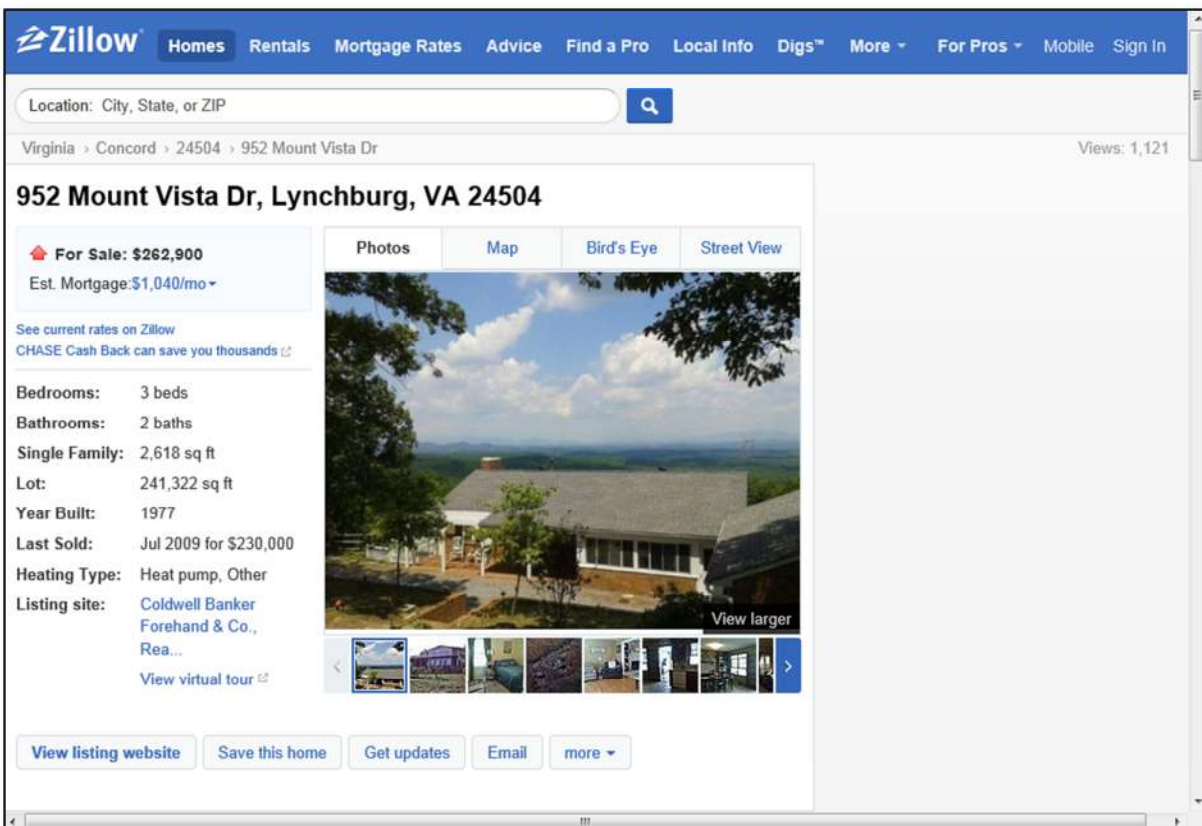 Zillow Homes Rentals Mortgage Rates Advice Find a Pro Local Info Digs™ More For Pros Mobile Sign In
Location: City, State, or ZIP
Virginia › Concord › 24504 › 952 Mount Vista Dr Views: 1,121
952 Mount Vista Dr, Lynchburg, VA 24504
For Sale: $262,900
Est. Mortgage:$1,040/mo
See current rates on Zillow
CHASE Cash Back can save you thousands
Bedrooms: 3 beds
Bathrooms: 2 baths
Single Family: 2,618 sq ft
Lot: 241,322 sq ft
Year Built: 1977
Last Sold: Jul 2009 for $230,000
Heating Type: Heat pump, Other
Listing site: Coldwell Banker
Forehand & Co.,
Rea...
View virtual tour
Photos Map Bird's Eye Street View
View larger
View listing website Save this home Get updates Email more